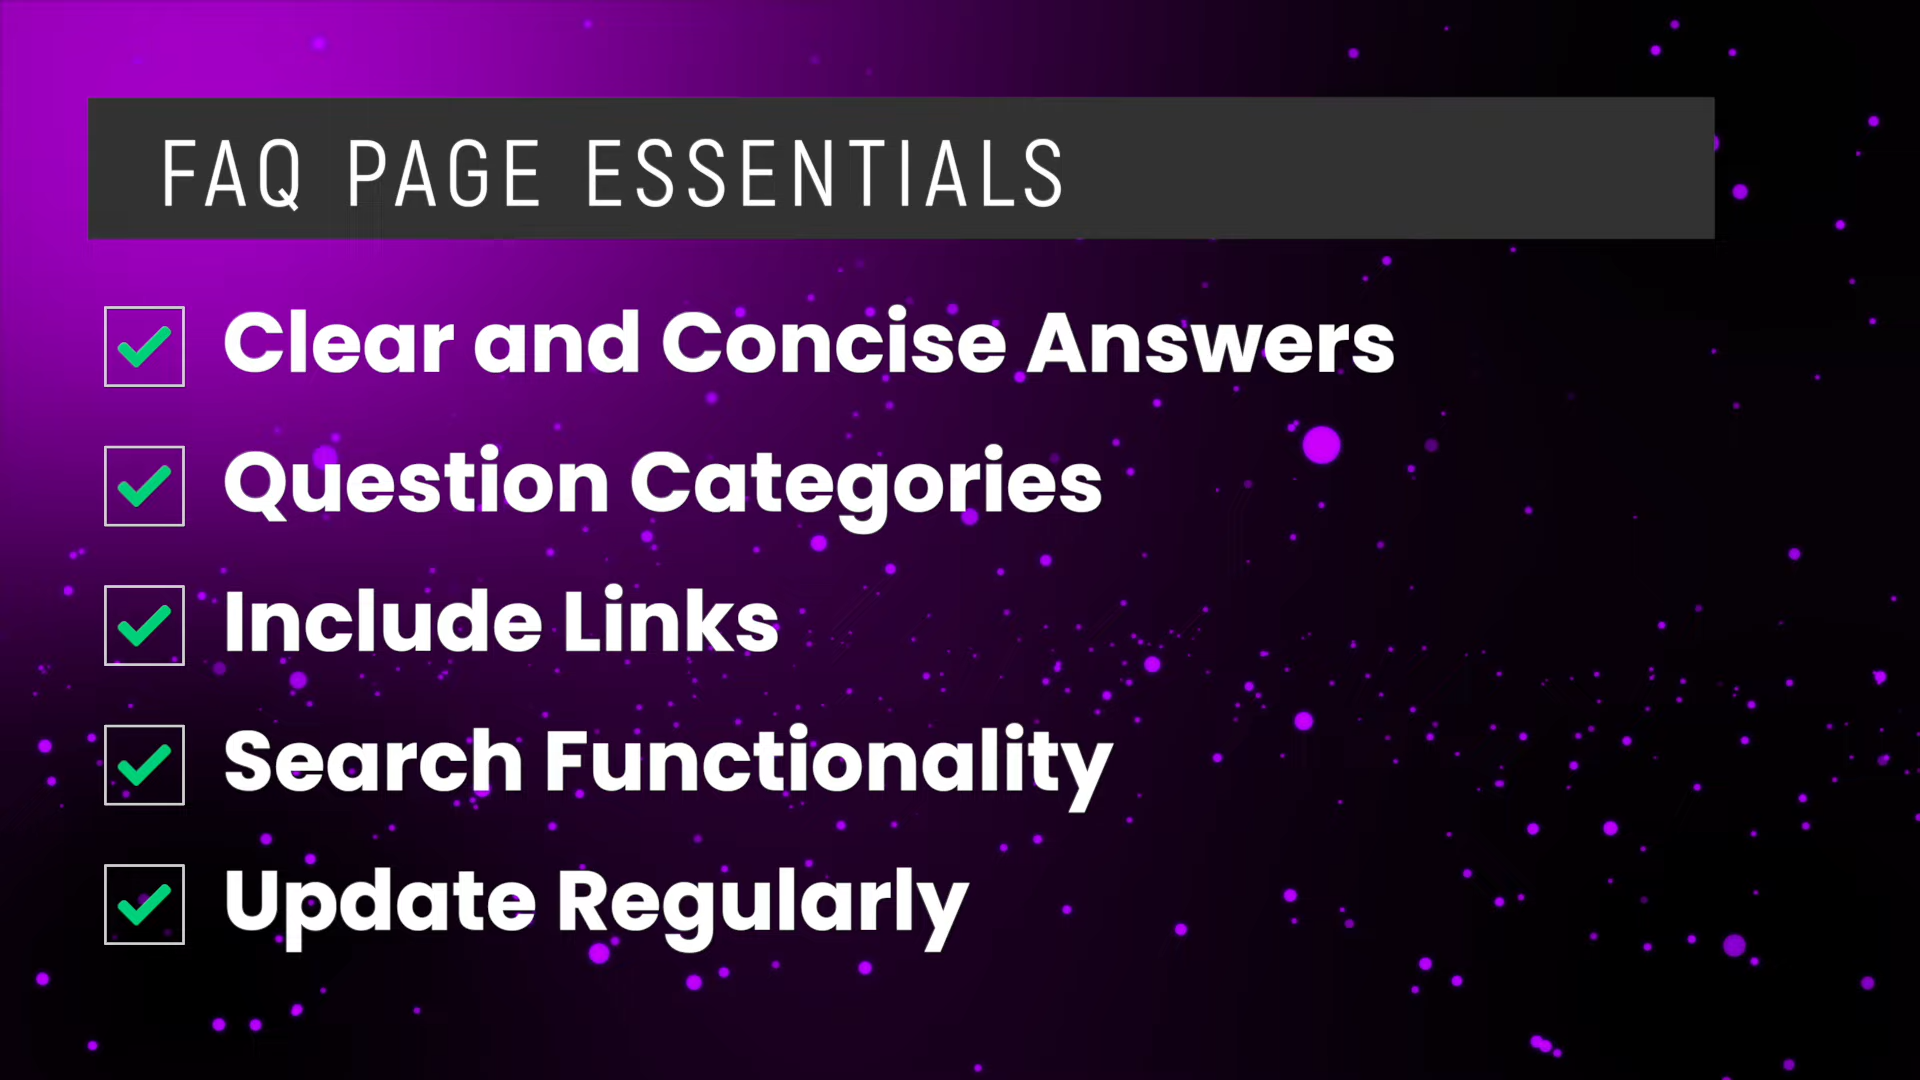 FAQ PAGE ESSENTIALS
Clear and Concise Answers
Question Categories
Include Links
Search Functionality
Update Regularly